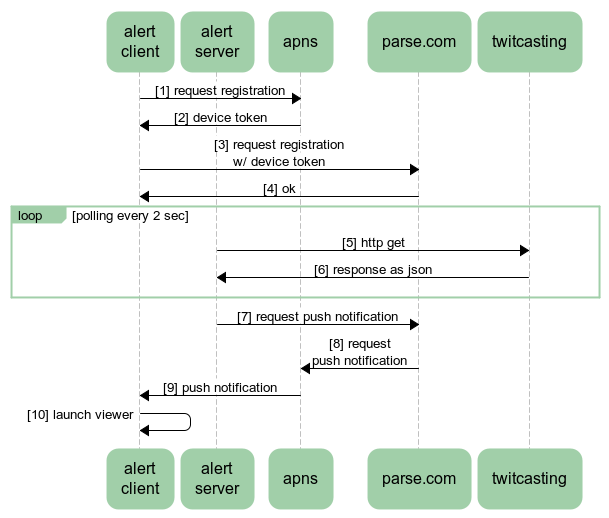 alert
client
alert
server
apns
parse.com
twitcasting
[1] request registration
[2] device token
[3] request registration
w/ device token
[4] ok
loop
[polling every 2 sec]
[5] http get
[6] response as json
[7] request push notification
[8] request
push notification
[9] push notification
[10] launch viewer
alert
client
alert
server
apns
parse.com
twitcasting